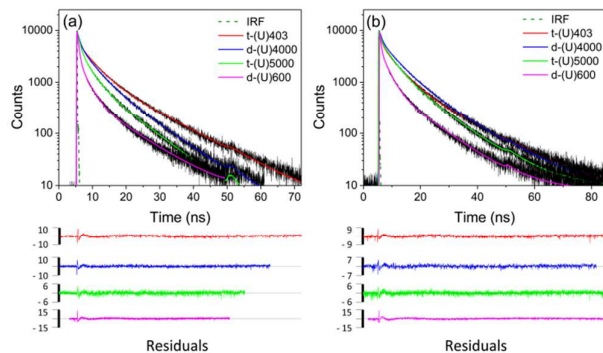 (a)
IRF
t-(U)403
d-(U)4000
t-(U)5000
d-(U)600
10000
1000
100
10
Counts
0 10 20 30 40 50 60 70
Time (ns)
10
-10
10
-10
6
-6
15
-15
Residuals
(b)
IRF
t-(U)403
d-(U)4000
t-(U)5000
d-(U)600
10000
1000
100
10
Counts
0 20 40 60 80
Time (ns)
9
-9
7
-7
6
-6
15
-15
Residuals